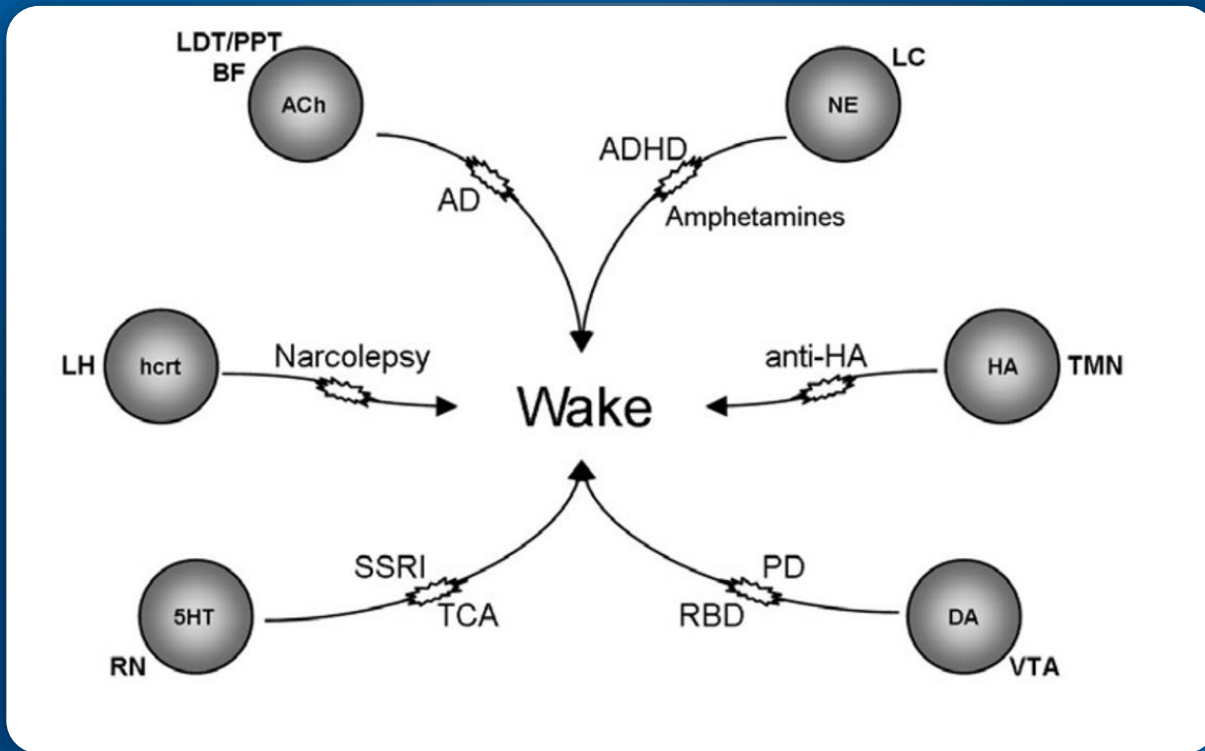 LDT/PPT
BF
ACh
LC
NE
ADHD
AD
Amphetamines
LH
hcrt
Narcolepsy
anti-HA
HA
TMN
Wake
SSRI
TCA
5HT
RN
PD
RBD
DA
VTA